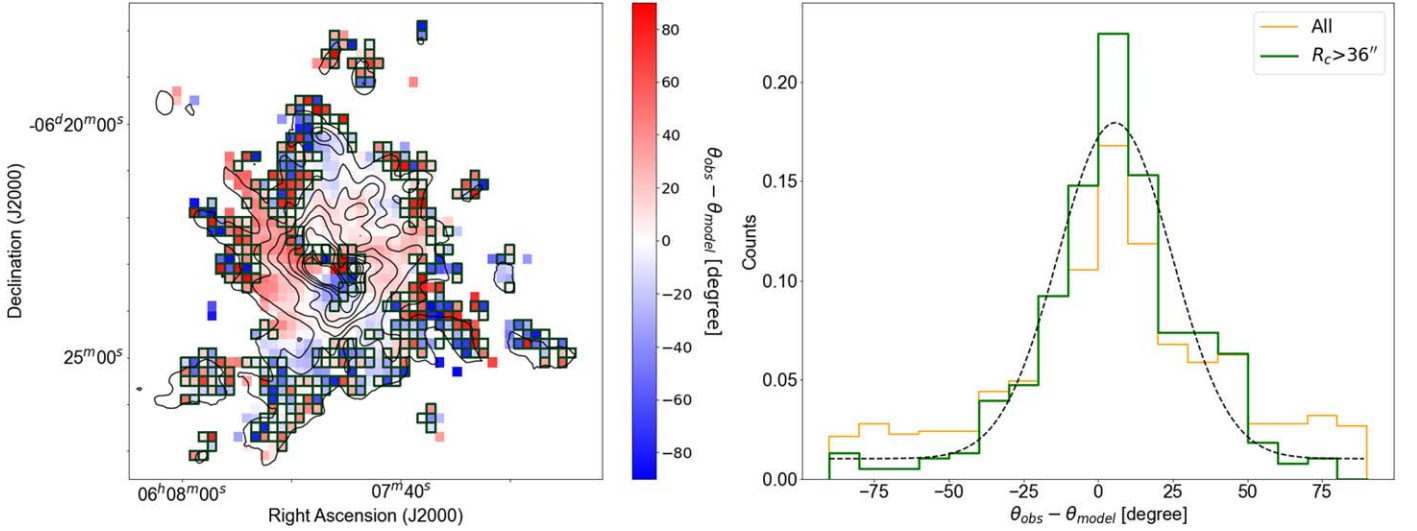 -06ᵈ20ᵐ00ˢ
25ᵐ00ˢ
Declination (J2000)
06ʰ08ᵐ00ˢ
07ᵐ40ˢ
Right Ascension (J2000)
80
60
40
20
0
−20
−40
−60
−80
θobs − θmodel [degree]
All
Rc>36″
0.20
0.15
0.10
0.05
0.00
Counts
−75
−50
−25
0
25
50
75
θobs − θmodel [degree]